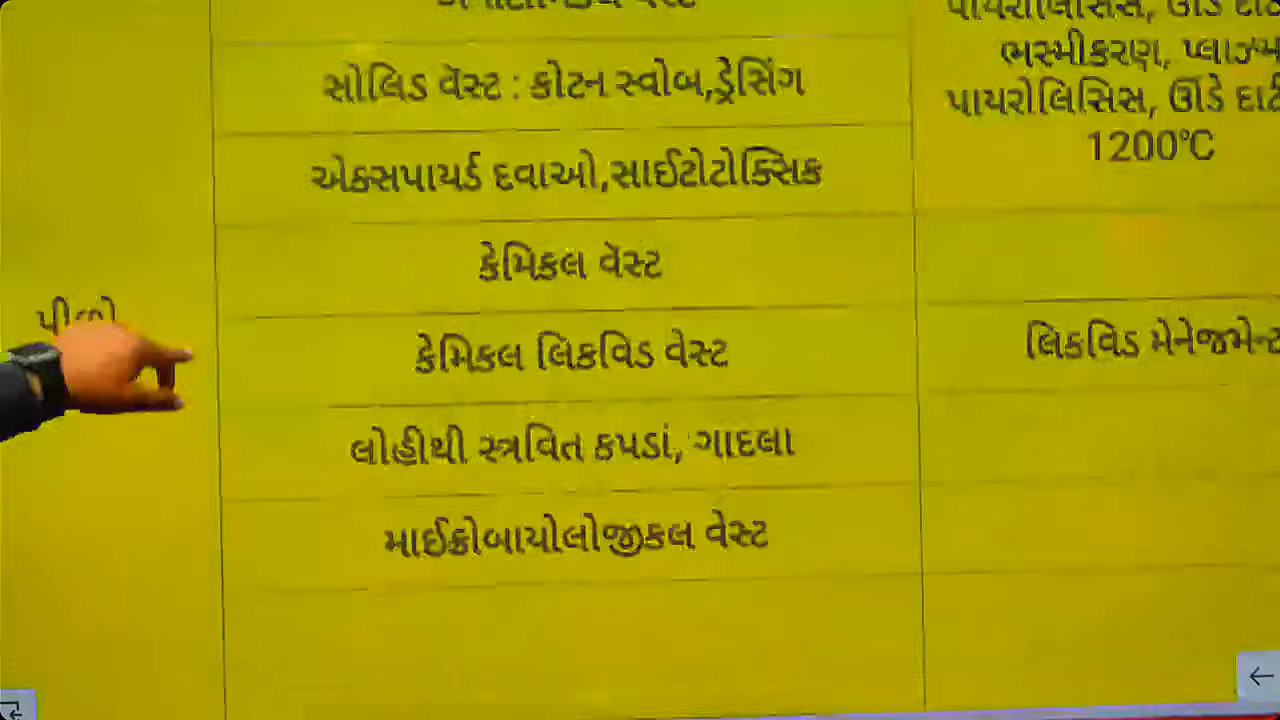 સોલિડ વૅસ્ટ : કોટન સ્વોબ,ડ્રેસિંગ
એક્સપાયર્ડ દવાઓ,સાઈટોટોક્સિક
કેમિકલ વૅસ્ટ
કેમિકલ લિકવિડ વેસ્ટ
લોહીથી સ્ત્રવિત કપડાં, ગાદલા
માઈક્રોબાયોલોજીકલ વેસ્ટ
પાયરોલિસિસ, ઊંડે
ભસ્મીકરણ,
પાયરોલિસિસ, ઊંડે
1200℃
લિકવિડ